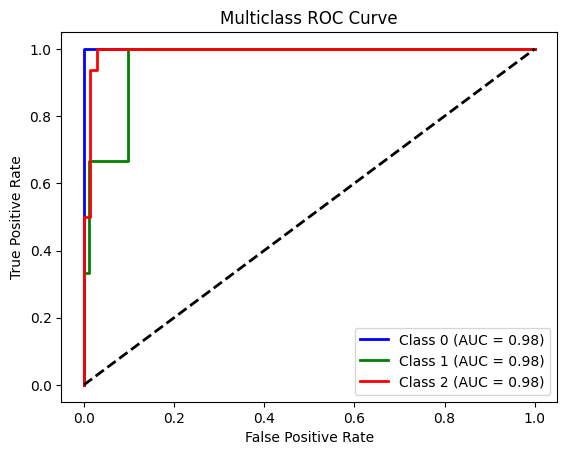 Multiclass ROC Curve
True Positive Rate
1.0
0.8
0.6
0.4
0.2
0.0
Class 0 (AUC = 0.98)
Class 1 (AUC = 0.98)
Class 2 (AUC = 0.98)
0.0 0.2 0.4 0.6 0.8 1.0
False Positive Rate